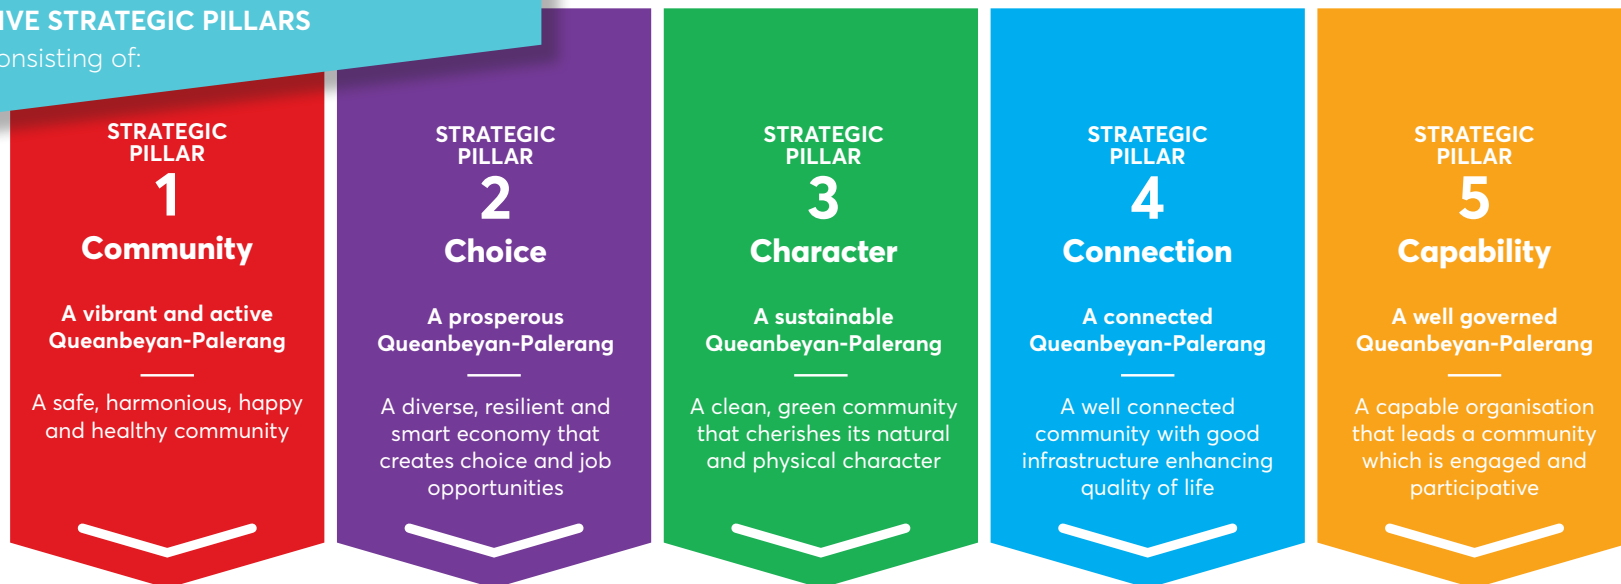 IVE STRATEGIC PILLARS
onsisting of:
STRATEGIC
PILLAR
1
Community
A vibrant and active
Queanbeyan-Palerang
A safe, harmonious, happy
and healthy community
STRATEGIC
PILLAR
2
Choice
A prosperous
Queanbeyan-Palerang
A diverse, resilient and
smart economy that
creates choice and job
opportunities
STRATEGIC
PILLAR
3
Character
A sustainable
Queanbeyan-Palerang
A clean, green community
that cherishes its natural
and physical character
STRATEGIC
PILLAR
4
Connection
A connected
Queanbeyan-Palerang
A well connected
community with good
infrastructure enhancing
quality of life
STRATEGIC
PILLAR
5
Capability
A well governed
Queanbeyan-Palerang
A capable organisation
that leads a community
which is engaged and
participative